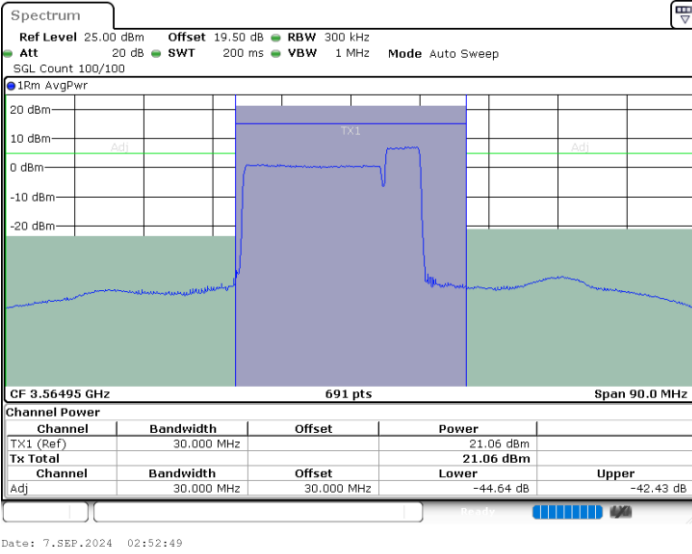 Spectrum
Ref Level 25.00 dBm Offset 19.50 dB RBW 300 kHz
Att 20 dB SWT 200 ms VBW 1 MHz Mode Auto Sweep
SGL Count 100/100
1Rm AvgPwr
20 dBm
TX1
10 dBm
Adj Adj
0 dBm
-10 dBm
-20 dBm
CF 3.56495 GHz 691 pts Span 90.0 MHz
Channel Power
Channel Bandwidth Offset Power
TX1 (Ref) 30.000 MHz 21.06 dBm
Tx Total 21.06 dBm
Channel Bandwidth Offset Lower Upper
Adj 30.000 MHz 30.000 MHz -44.64 dB -42.43 dB
Ready
Date: 7.SEP.2024 02:52:49